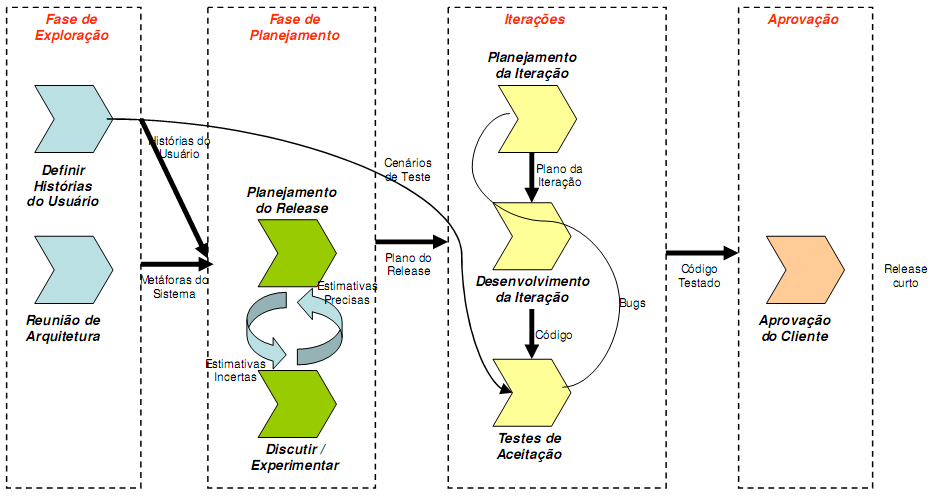 Fase de
Exploração
Fase de
Planejamento
Iterações
Aprovação
Definir
Histórias
do Usuário
Histórias do
Usuário
Reunião de
Arquitetura
Metáforas do
Sistema
Planejamento
do Release
Estimativas
Precisas
Estimativas
Incertas
Discutir /
Experimentar
Cenários
de Teste
Plano do
Release
Planejamento
da Iteração
Plano da
Iteração
Desenvolvimento
da Iteração
Código
Bugs
Testes de
Aceitação
Código
Testado
Aprovação
do Cliente
Release
curto